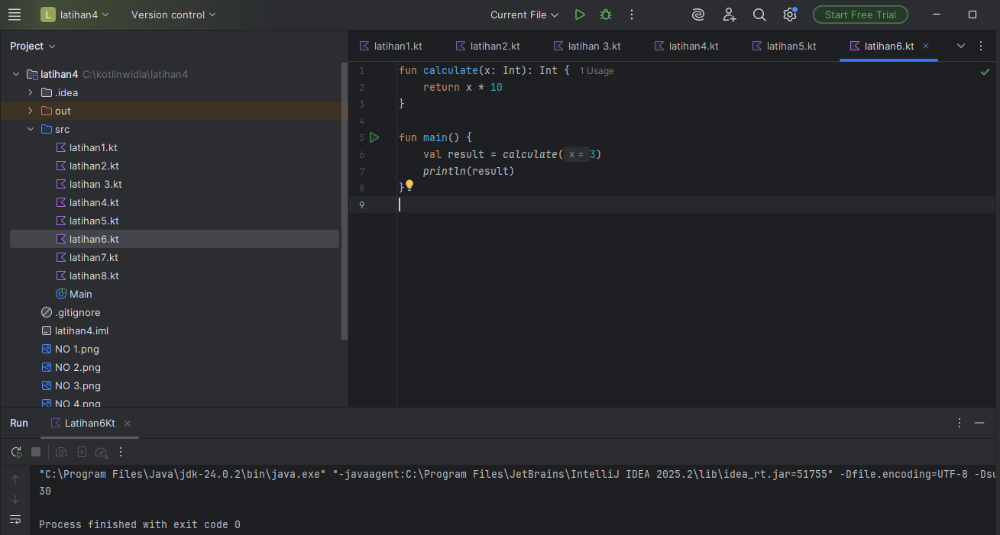 L latihan4 Version control Current File Start Free Trial
Project
latihan1.kt latihan2.kt latihan 3.kt latihan4.kt latihan5.kt latihan6.kt
latihan4 C:\kotlinwidia\latihan4
.idea
out
src
latihan1.kt
latihan2.kt
latihan 3.kt
latihan4.kt
latihan5.kt
latihan6.kt
latihan7.kt
latihan8.kt
Main
.gitignore
latihan4.iml
NO 1.png
NO 2.png
NO 3.png
NO 4.png
1 fun calculate(x: Int): Int { 1 Usage
2 return x * 10
3 }
4
5 fun main() {
6 val result = calculate( x = 3)
7 println(result)
8 }
9
Run Latihan6Kt
"C:\Program Files\Java\jdk-24.0.2\bin\java.exe" "-javaagent:C:\Program Files\JetBrains\IntelliJ IDEA 2025.2\lib\idea_rt.jar=51755" -Dfile.encoding=UTF-8 -Dsu
30
Process finished with exit code 0